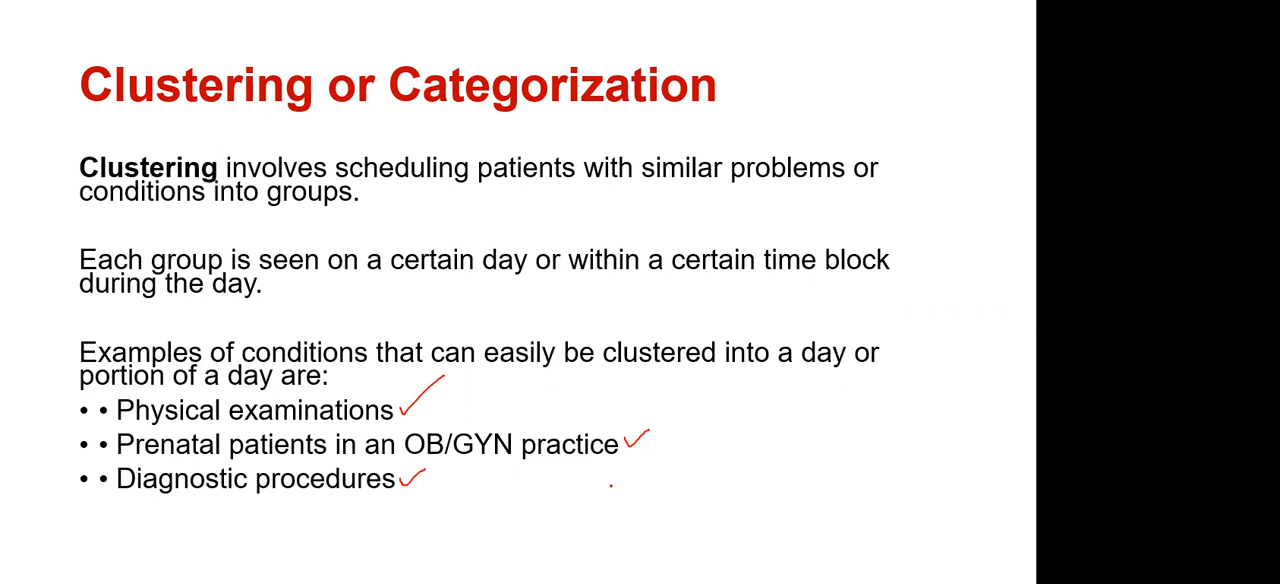 Clustering or Categorization
Clustering involves scheduling patients with similar problems or
conditions into groups.
Each group is seen on a certain day or within a certain time block
during the day.
Examples of conditions that can easily be clustered into a day or
portion of a day are:
• • Physical examinations
• • Prenatal patients in an OB/GYN practice
• • Diagnostic procedures